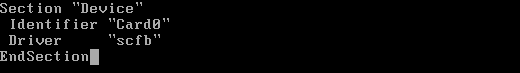 Section "Device"
 Identifier "Card0"
 Driver     "scfb"
EndSection